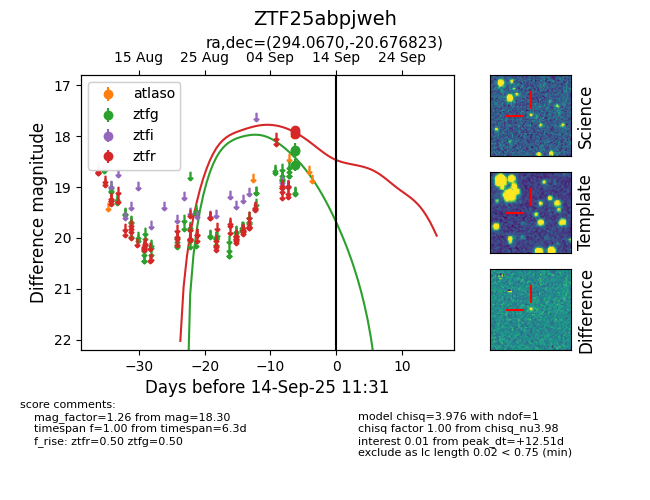 ZTF25abpjweh
ra,dec=(294.0670,-20.676823)
15 Aug 25 Aug 04 Sep 14 Sep 24 Sep
17
18
19
20
21
22
Difference magnitude
atlaso
ztfg
ztfi
ztfr
−30 −20 −10 0 10
Days before 14-Sep-25 11:31
Science
Template
Difference
score comments:
mag_factor=1.26 from mag=18.30
timespan f=1.00 from timespan=6.3d
f_rise: ztfr=0.50 ztfg=0.50
model chisq=3.976 with ndof=1
chisq factor 1.00 from chisq_nu3.98
interest 0.01 from peak_dt=+12.51d
exclude as lc length 0.02 < 0.75 (min)